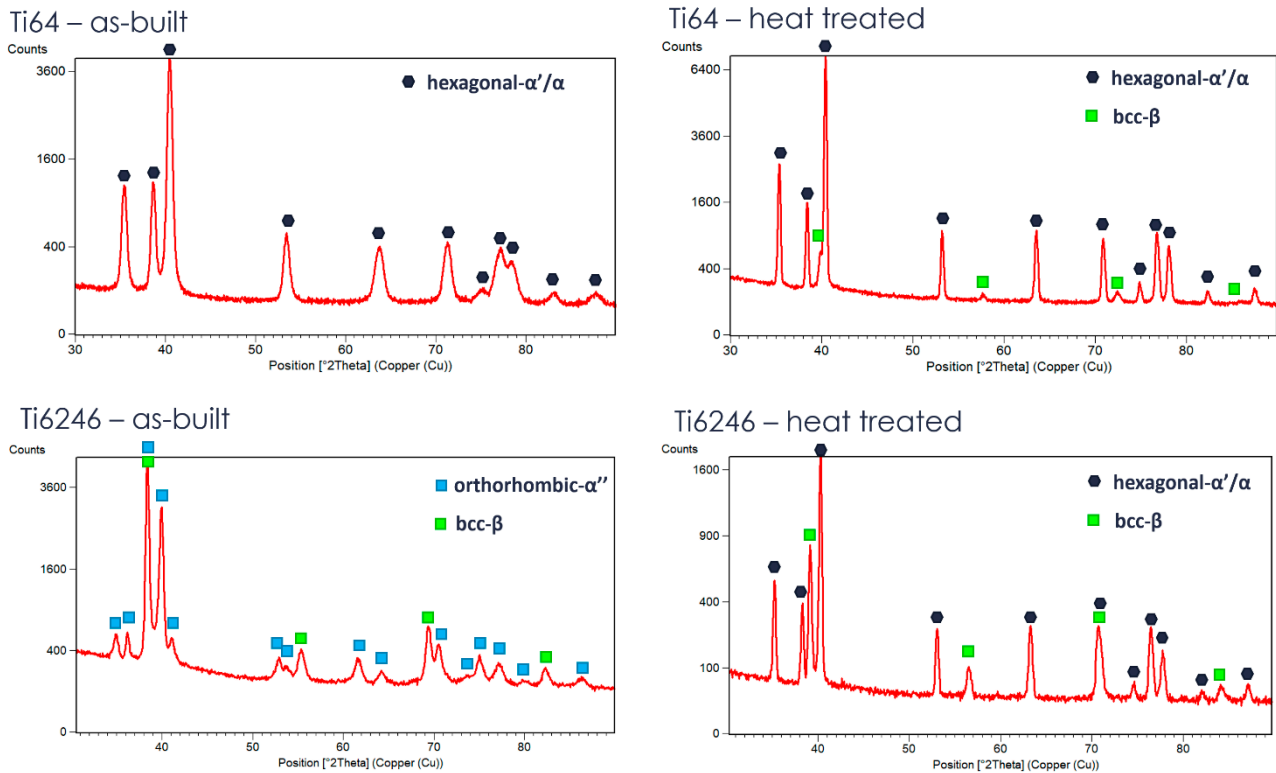 Ti64 – as-built
Counts
3600
1600
400
0
hexagonal-α’/α
30
40
50
60
70
80
Position [°2Theta] (Copper (Cu))
Ti64 – heat treated
Counts
6400
3600
1600
400
0
hexagonal-α’/α
bcc-β
30
40
50
60
70
80
Position [°2Theta] (Copper (Cu))
Ti6246 – as-built
Counts
3600
1600
400
0
orthorhombic-α’’
bcc-β
40
50
60
70
80
Position [°2Theta] (Copper (Cu))
Ti6246 – heat treated
Counts
1600
900
400
100
0
hexagonal-α’/α
bcc-β
40
50
60
70
80
Position [°2Theta] (Copper (Cu))